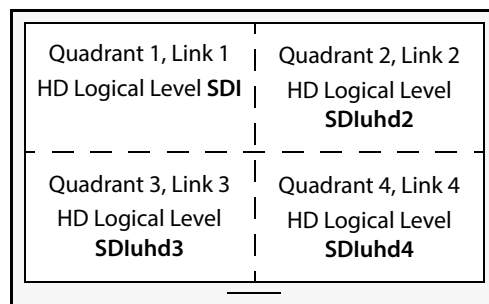 Quadrant 1, Link 1
HD Logical Level SDI
Quadrant 2, Link 2
HD Logical Level
SDIuhd2
Quadrant 3, Link 3
HD Logical Level
SDIuhd3
Quadrant 4, Link 4
HD Logical Level
SDIuhd4